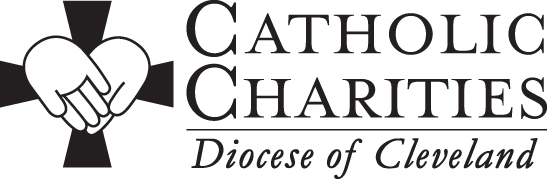 CATHOLIC
CHARITIES
Diocese of Cleveland